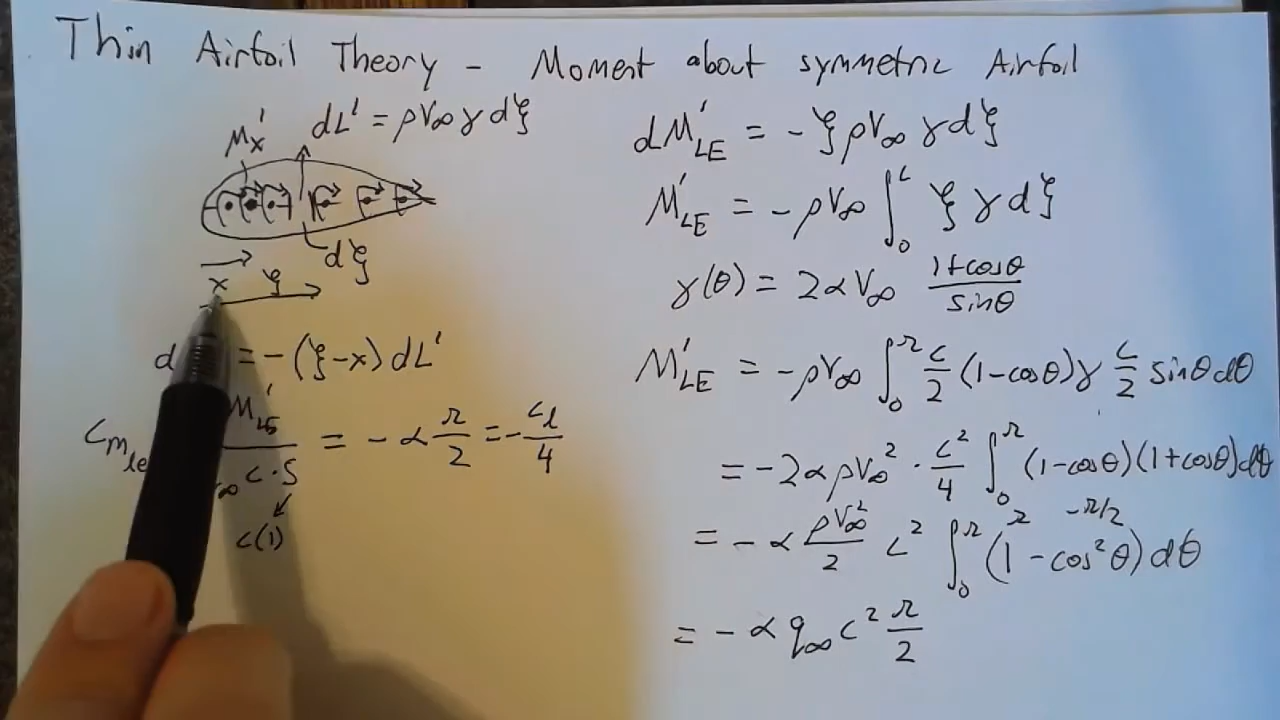 Thin Airfoil Theory - Moment about symmetric Airfoil
M'x
dL' = ρV∞ γ dξ
dξ
x
ξ
d = -(ξ-x) dL'
C_m_le M'LE / ∞ c·S = -α π/2 = -Cl/4
c(1)
dM'LE = -ξ ρV∞ γ dξ
M'LE = -ρV∞ ∫₀ᶜ ξ γ dξ
γ(θ) = 2αV∞ (1+cosθ)/sinθ
M'LE = -ρV∞ ∫₀^π c/2 (1-cosθ) γ c/2 sinθ dθ
= -2αρV∞² · c²/4 ∫₀^π (1-cosθ)(1+cosθ) dθ
π -π/2
= -α ρV∞²/2 c² ∫₀^π (1-cos²θ) dθ
= -α q∞ c² π/2